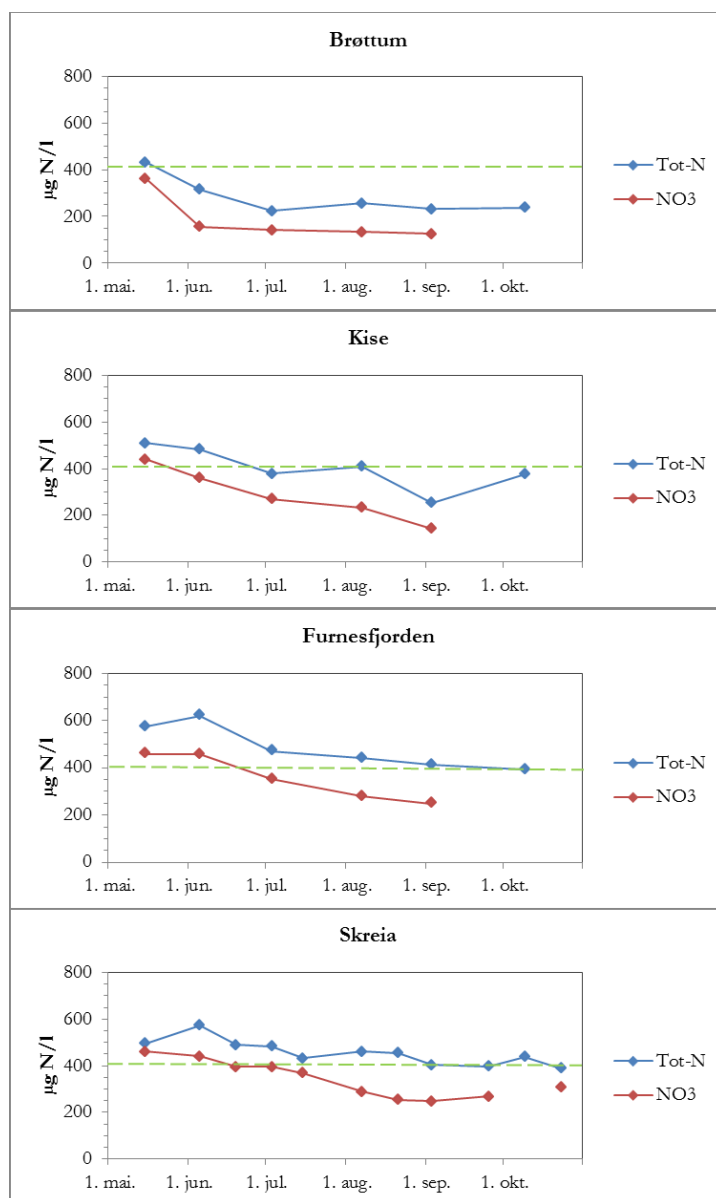 Brøttum
800
600
400
200
0
µg N/l
1. mai. 1. jun. 1. jul. 1. aug. 1. sep. 1. okt.
Tot-N
NO3
Kise
800
600
400
200
0
µg N/l
1. mai. 1. jun. 1. jul. 1. aug. 1. sep. 1. okt.
Tot-N
NO3
Furnesfjorden
800
600
400
200
0
µg N/l
1. mai. 1. jun. 1. jul. 1. aug. 1. sep. 1. okt.
Tot-N
NO3
Skreia
800
600
400
200
0
µg N/l
1. mai. 1. jun. 1. jul. 1. aug. 1. sep. 1. okt.
Tot-N
NO3